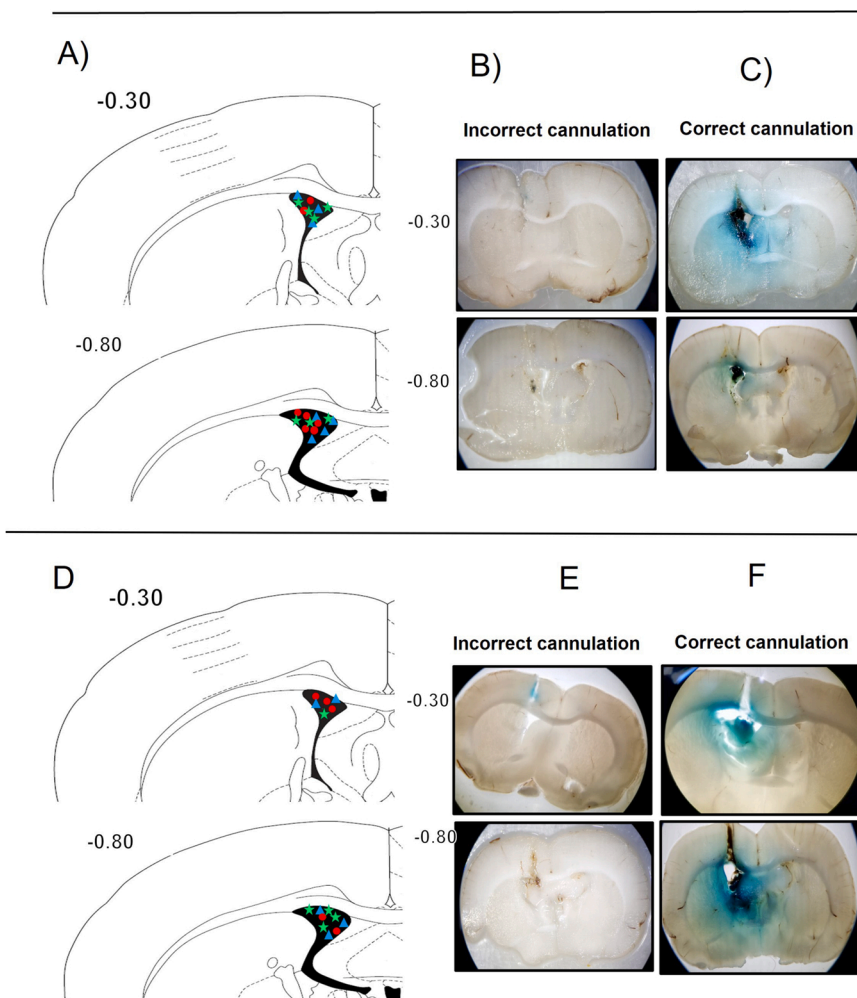 A)
B)
C)
-0.30
Incorrect cannulation
Correct cannulation
-0.30
-0.80
-0.80
D
E
F
-0.30
Incorrect cannulation
Correct cannulation
-0.30
-0.80
-0.80